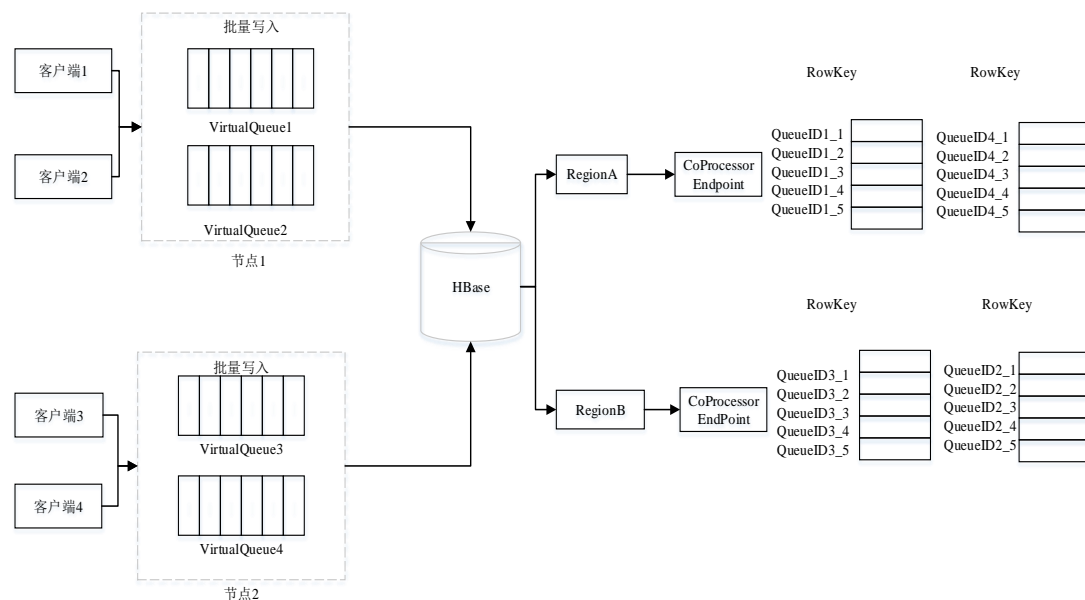 批量写入
客户端1
VirtualQueue1
客户端2
VirtualQueue2
节点1
批量写入
客户端3
VirtualQueue3
客户端4
VirtualQueue4
节点2
HBase
RegionA
CoProcessor
Endpoint
RegionB
CoProcessor
EndPoint
RowKey
QueueID1_1
QueueID1_2
QueueID1_3
QueueID1_4
QueueID1_5
RowKey
QueueID4_1
QueueID4_2
QueueID4_3
QueueID4_4
QueueID4_5
RowKey
QueueID3_1
QueueID3_2
QueueID3_3
QueueID3_4
QueueID3_5
RowKey
QueueID2_1
QueueID2_2
QueueID2_3
QueueID2_4
QueueID2_5